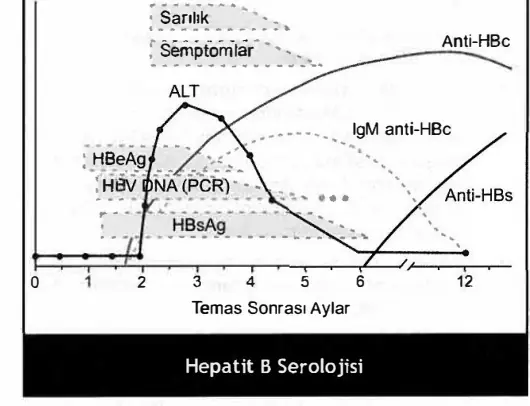 Sarılık
Semptomlar
Anti-HBc
ALT
IgM anti-HBc
HBeAg
HBV DNA (PCR)
Anti-HBs
HBsAg
0 1 2 3 4 5 6 12
Temas Sonrası Aylar
Hepatit B Serolojisi